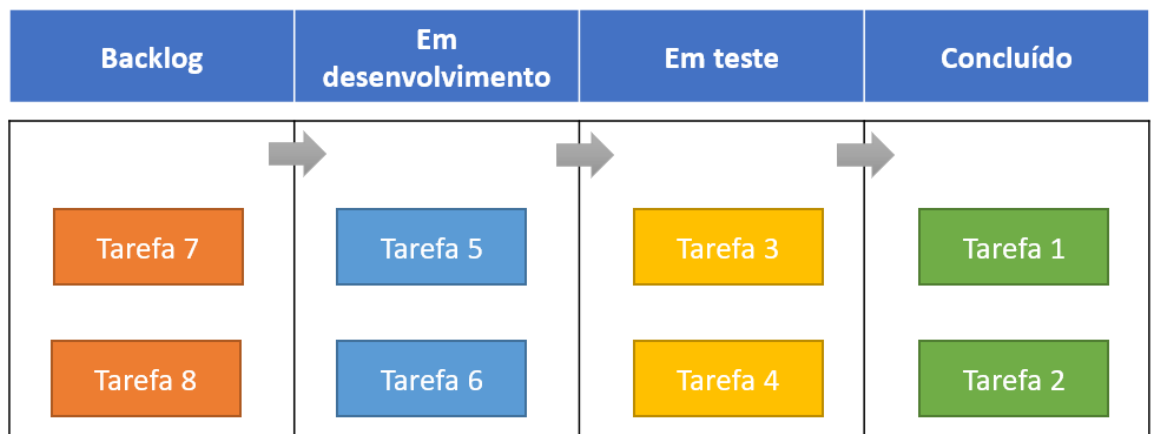 Backlog
Em
desenvolvimento
Em teste
Concluído
Tarefa 7
Tarefa 5
Tarefa 3
Tarefa 1
Tarefa 8
Tarefa 6
Tarefa 4
Tarefa 2